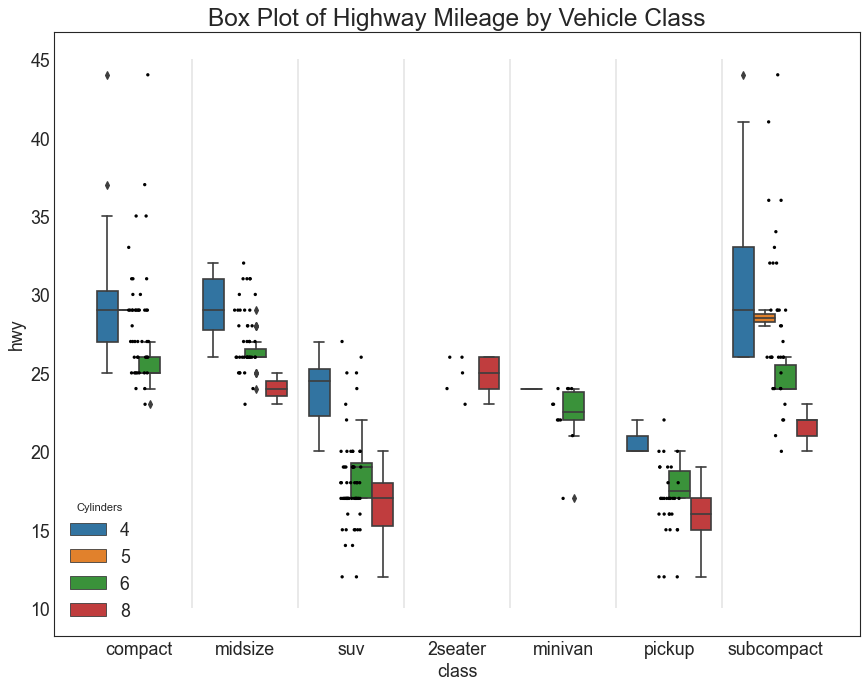 Box Plot of Highway Mileage by Vehicle Class
45
40
35
30
25
20
15
10
hwy
Cylinders
4
5
6
8
compact midsize suv 2seater minivan pickup subcompact
class